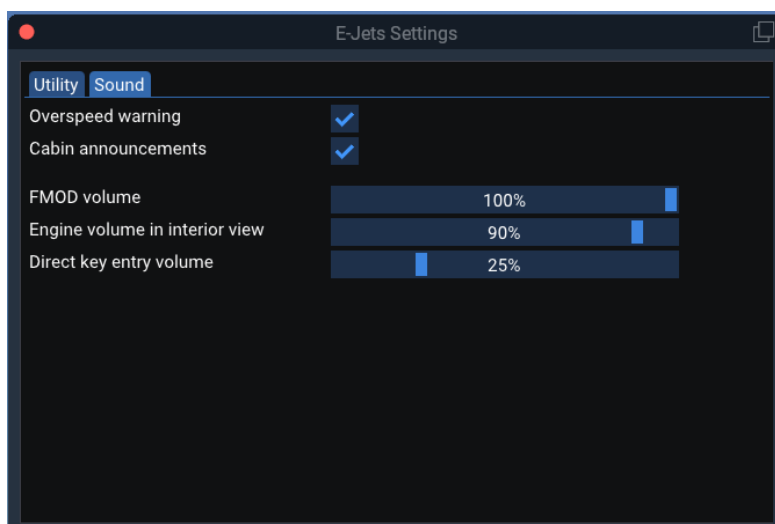 E-Jets Settings
Utility Sound
Overspeed warning
Cabin announcements
FMOD volume 100%
Engine volume in interior view 90%
Direct key entry volume 25%